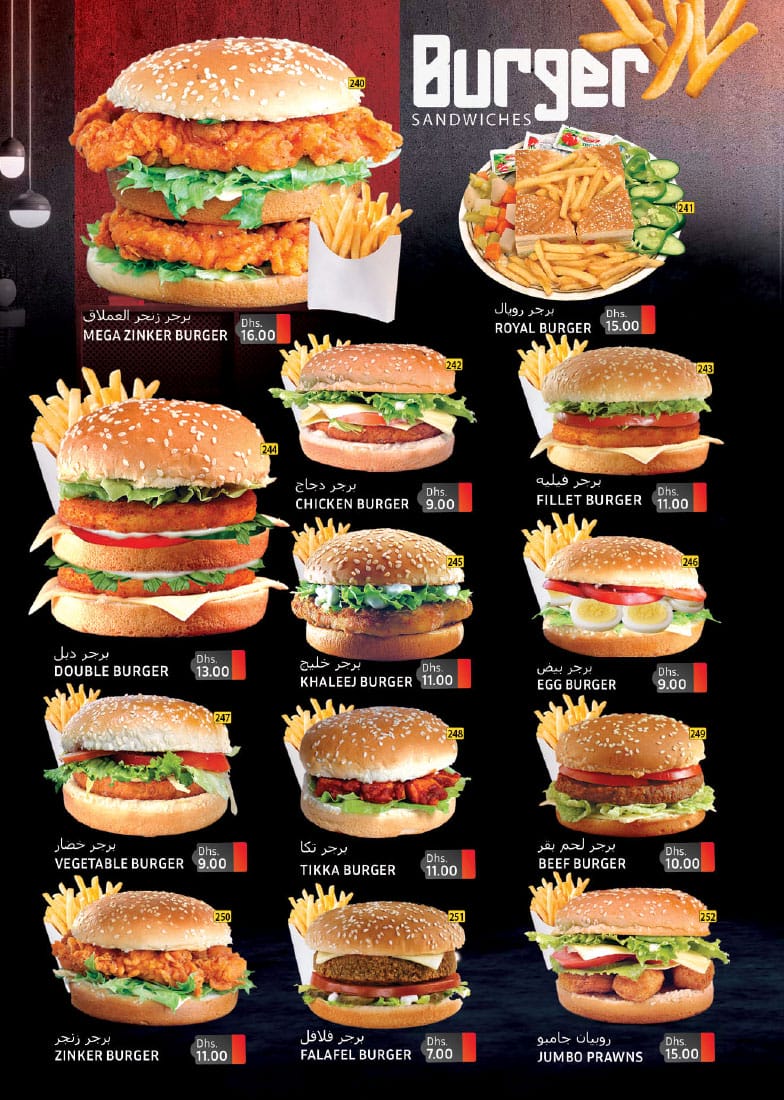 Burger
SANDWICHES
240
برجر زنجر العملاق
MEGA ZINKER BURGER
Dhs.
16.00
241
برجر رويال
ROYAL BURGER
Dhs.
15.00
242
برجر دجاج
CHICKEN BURGER
Dhs.
9.00
243
برجر فيليه
FILLET BURGER
Dhs.
11.00
244
برجر دبل
DOUBLE BURGER
Dhs.
13.00
245
برجر خليج
KHALEEJ BURGER
Dhs.
11.00
246
برجر بيض
EGG BURGER
Dhs.
9.00
247
برجر خضار
VEGETABLE BURGER
Dhs.
9.00
248
برجر تكا
TIKKA BURGER
Dhs.
11.00
249
برجر لحم بقر
BEEF BURGER
Dhs.
10.00
250
برجر زنجر
ZINKER BURGER
Dhs.
11.00
251
برجر فلافل
FALAFEL BURGER
Dhs.
7.00
252
روبيان جامبو
JUMBO PRAWNS
Dhs.
15.00